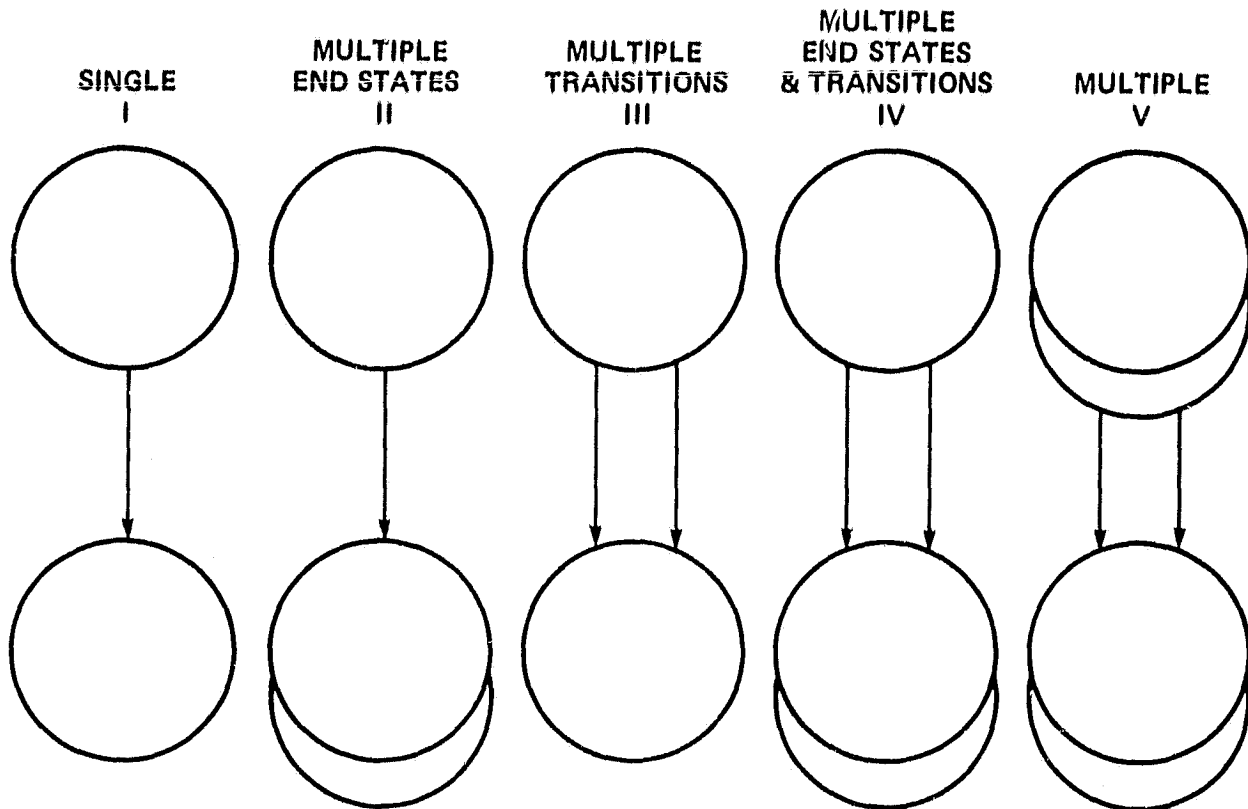 SINGLE
I
MULTIPLE
END STATES
II
MULTIPLE
TRANSITIONS
III
MULTIPLE
END STATES
& TRANSITIONS
IV
MULTIPLE
V